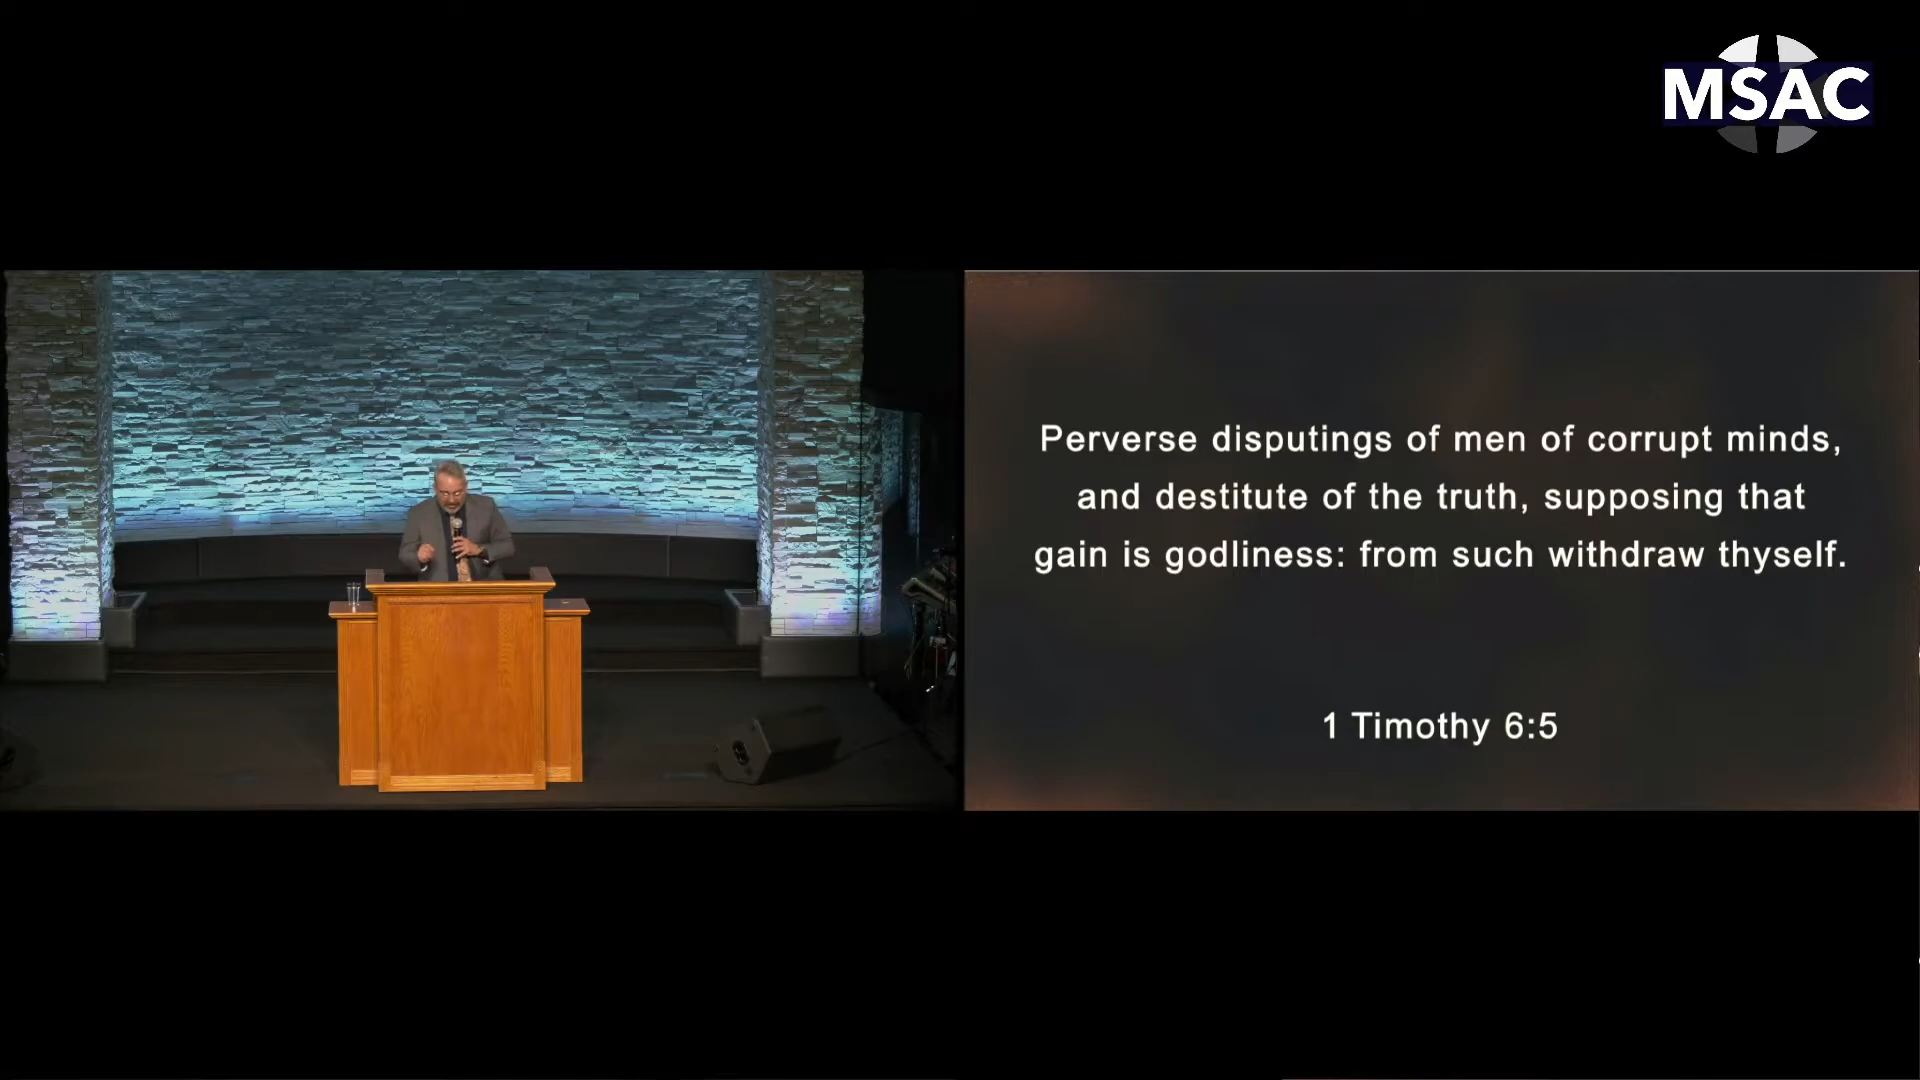 MSAC
Perverse disputings of men of corrupt minds,
and destitute of the truth, supposing that
gain is godliness: from such withdraw thyself.
1 Timothy 6:5